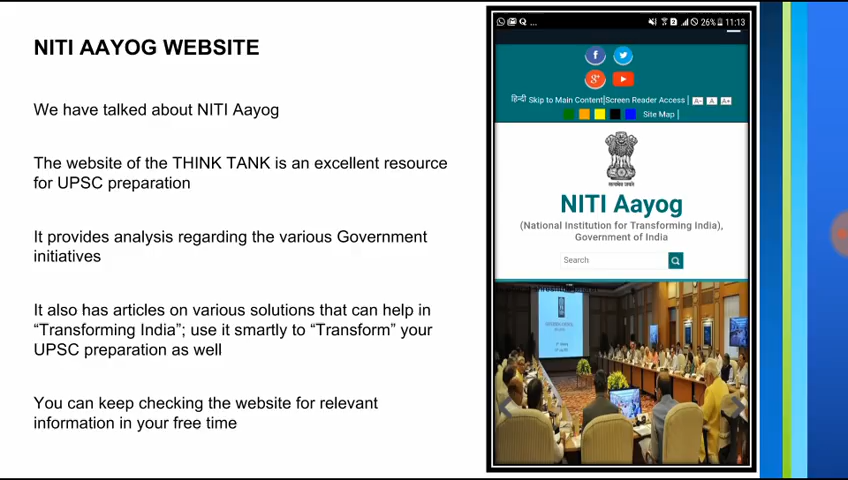 NITI AAYOG WEBSITE
We have talked about NITI Aayog
The website of the THINK TANK is an excellent resource
for UPSC preparation
It provides analysis regarding the various Government
initiatives
It also has articles on various solutions that can help in
“Transforming India”; use it smartly to “Transform” your
UPSC preparation as well
You can keep checking the website for relevant
information in your free time
... 26% 11:13
हिन्दी Skip to Main Content|Screen Reader Access | A- A A+
Site Map |
सत्यमेव जयते
NITI Aayog
(National Institution for Transforming India),
Government of India
Search